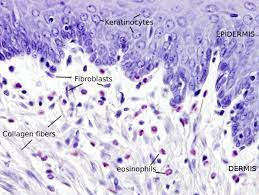 Keratinocytes
EPIDERMIS
Fibroblasts
Collagen fibers
eosinophils
DERMIS